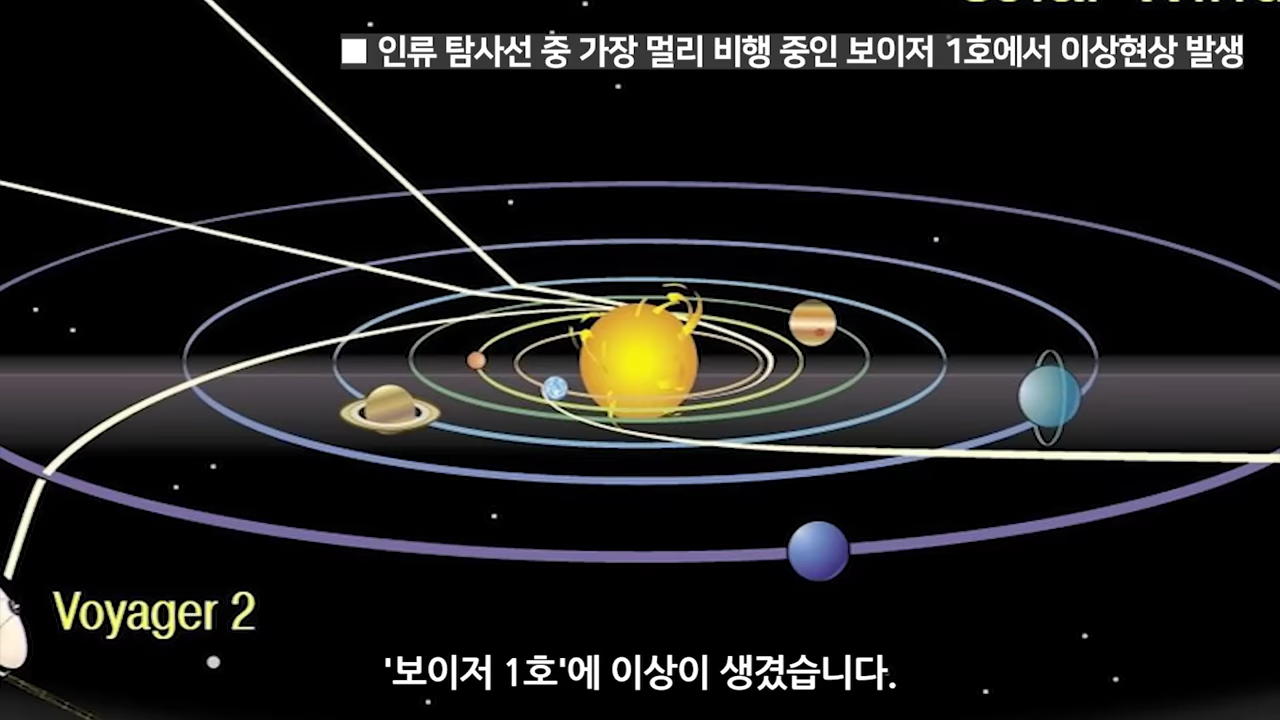 ■ 인류 탐사선 중 가장 멀리 비행 중인 보이저 1호에서 이상현상 발생
Voyager 2
'보이저 1호'에 이상이 생겼습니다.